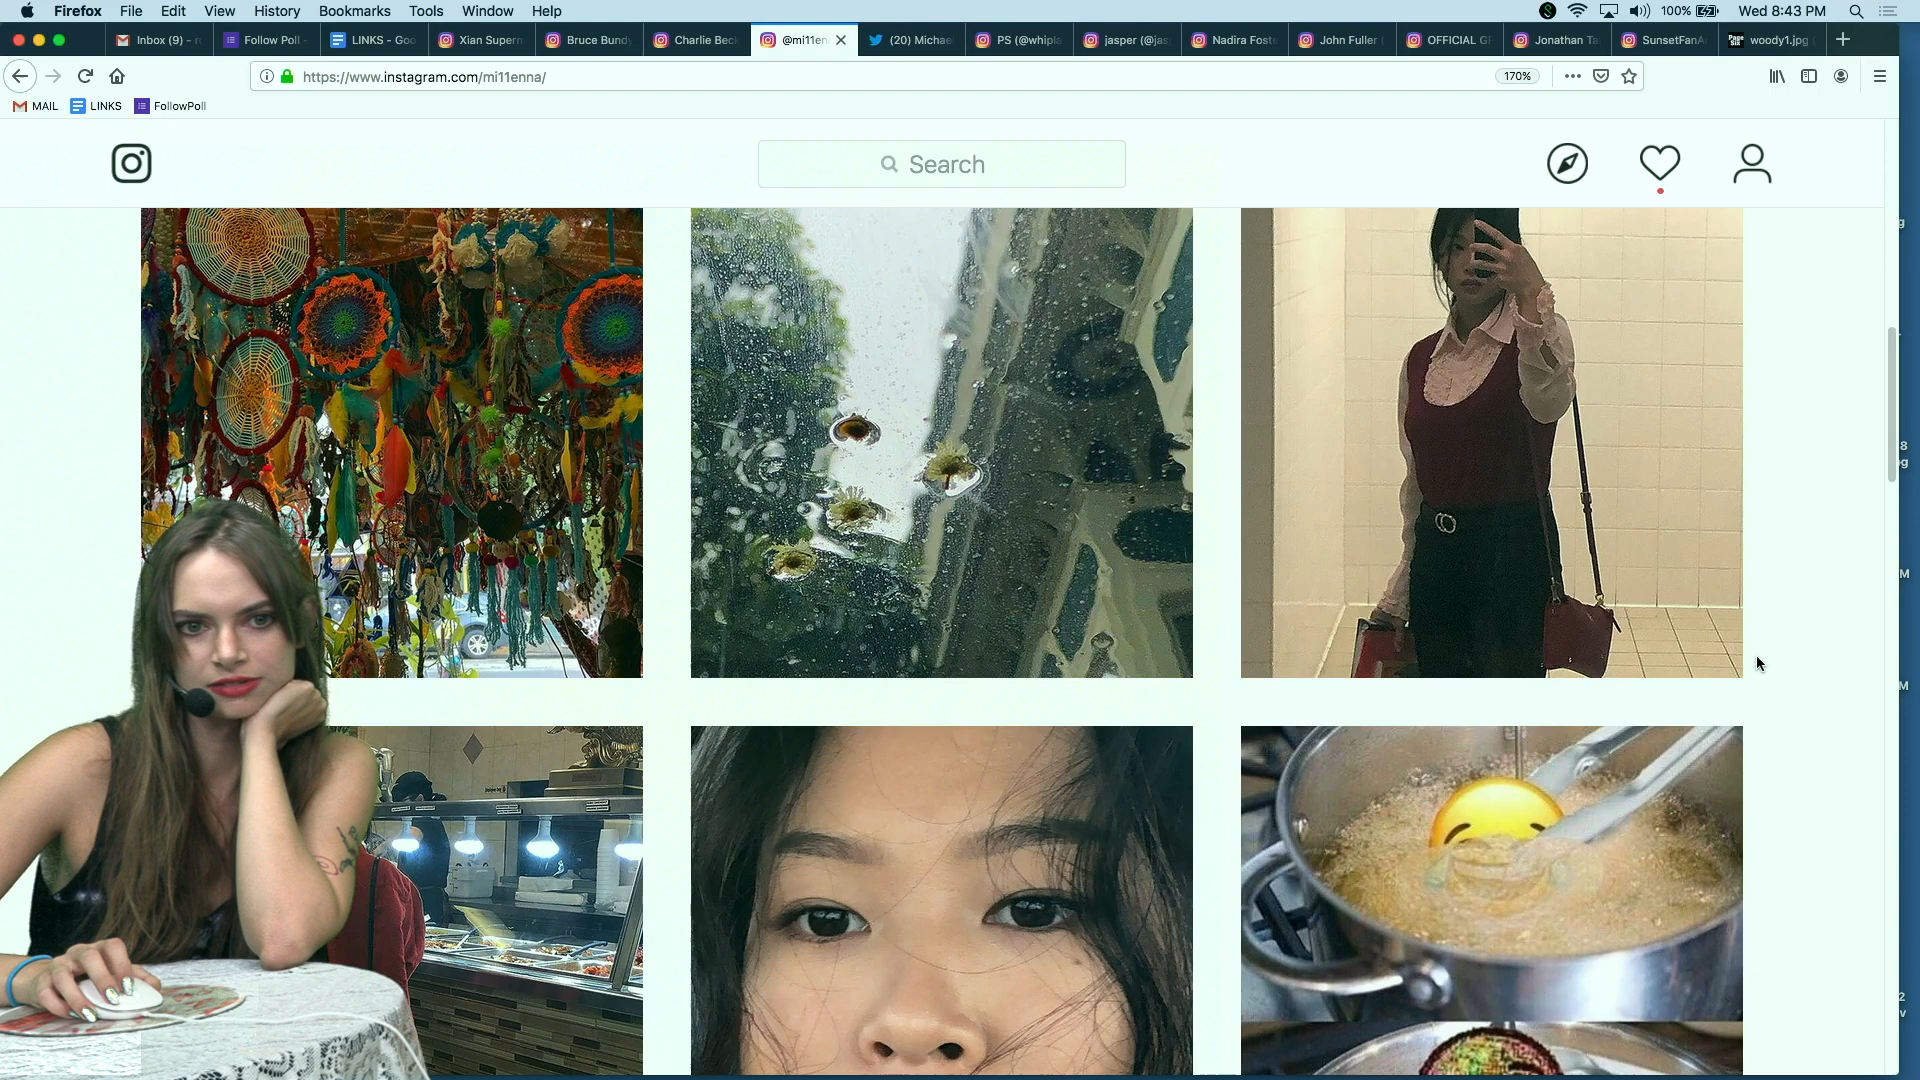 Firefox File Edit View History Bookmarks Tools Window Help 100% Wed 8:43 PM
Inbox (9) - Follow Poll - LINKS - Goo Xian Superm Bruce Bund Charlie Bec @mi11en (20) Michae PS (@whipla jasper (@jas Nadira Foste John Fuller ( OFFICIAL G Jonathan Ta SunsetFanA woody1.jpg
https://www.instagram.com/mi11enna/ 170%
MAIL LINKS FollowPoll
Search